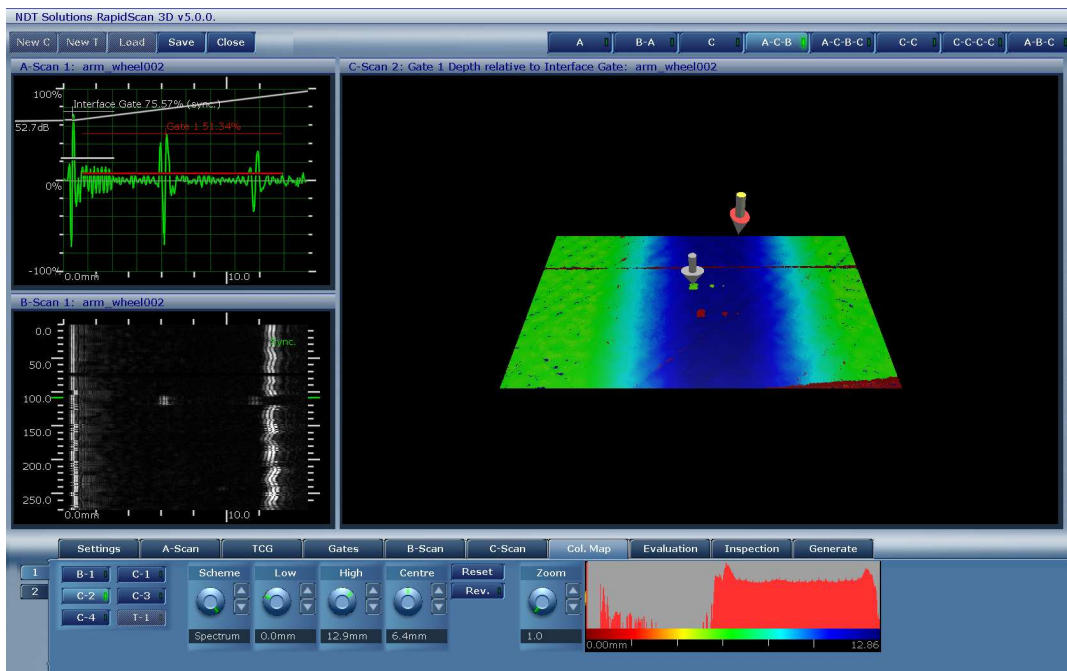 NDT Solutions RapidScan 3D v5.0.0.
New C New T Load Save Close
A B-A C A-C-B A-C-B-C C-C C-C-C-C A-B-C
A-Scan 1: arm_wheel002
100%
Interface Gate 75.57% (sync.)
52.7dB
Gate 1 51.34%
0%
-100%
0.0mm 10.0
B-Scan 1: arm_wheel002
0.0
sync.
50.0
100.0
150.0
200.0
250.0
0.0mm 10.0
C-Scan 2: Gate 1 Depth relative to Interface Gate: arm_wheel002
Settings A-Scan TCG Gates B-Scan C-Scan Col. Map Evaluation Inspection Generate
1
2
B-1 C-1
C-2 C-3
C-4 T-1
Scheme Low High Centre
Spectrum 0.0mm 12.9mm 6.4mm
Reset
Rev.
Zoom
1.0
0.00mm 12.86